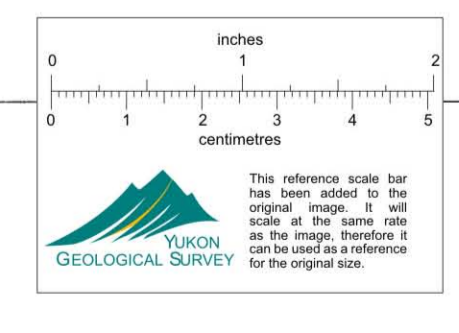 inches
0 1 2
0 1 2 3 4 5
centimetres
YUKON
GEOLOGICAL SURVEY
This reference scale bar
has been added to the
original image. It will
scale at the same rate
as the image, therefore it
can be used as a reference
for the original size.